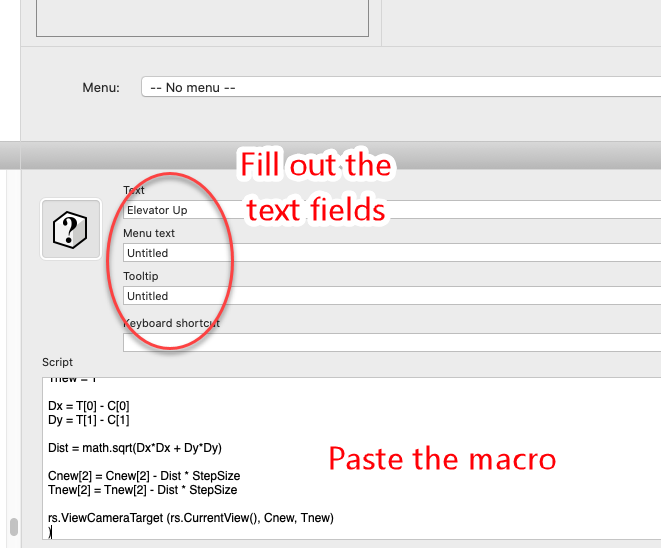 Menu:
-- No menu --
Fill out the
text fields
Text
Elevator Up
Menu text
Untitled
Tooltip
Untitled
Keyboard shortcut
Script
Tnew = T
Dx = T[0] - C[0]
Dy = T[1] - C[1]
Dist = math.sqrt(Dx*Dx + Dy*Dy)
Cnew[2] = Cnew[2] - Dist * StepSize
Tnew[2] = Tnew[2] - Dist * StepSize
rs.ViewCameraTarget (rs.CurrentView(), Cnew, Tnew)
)
Paste the macro